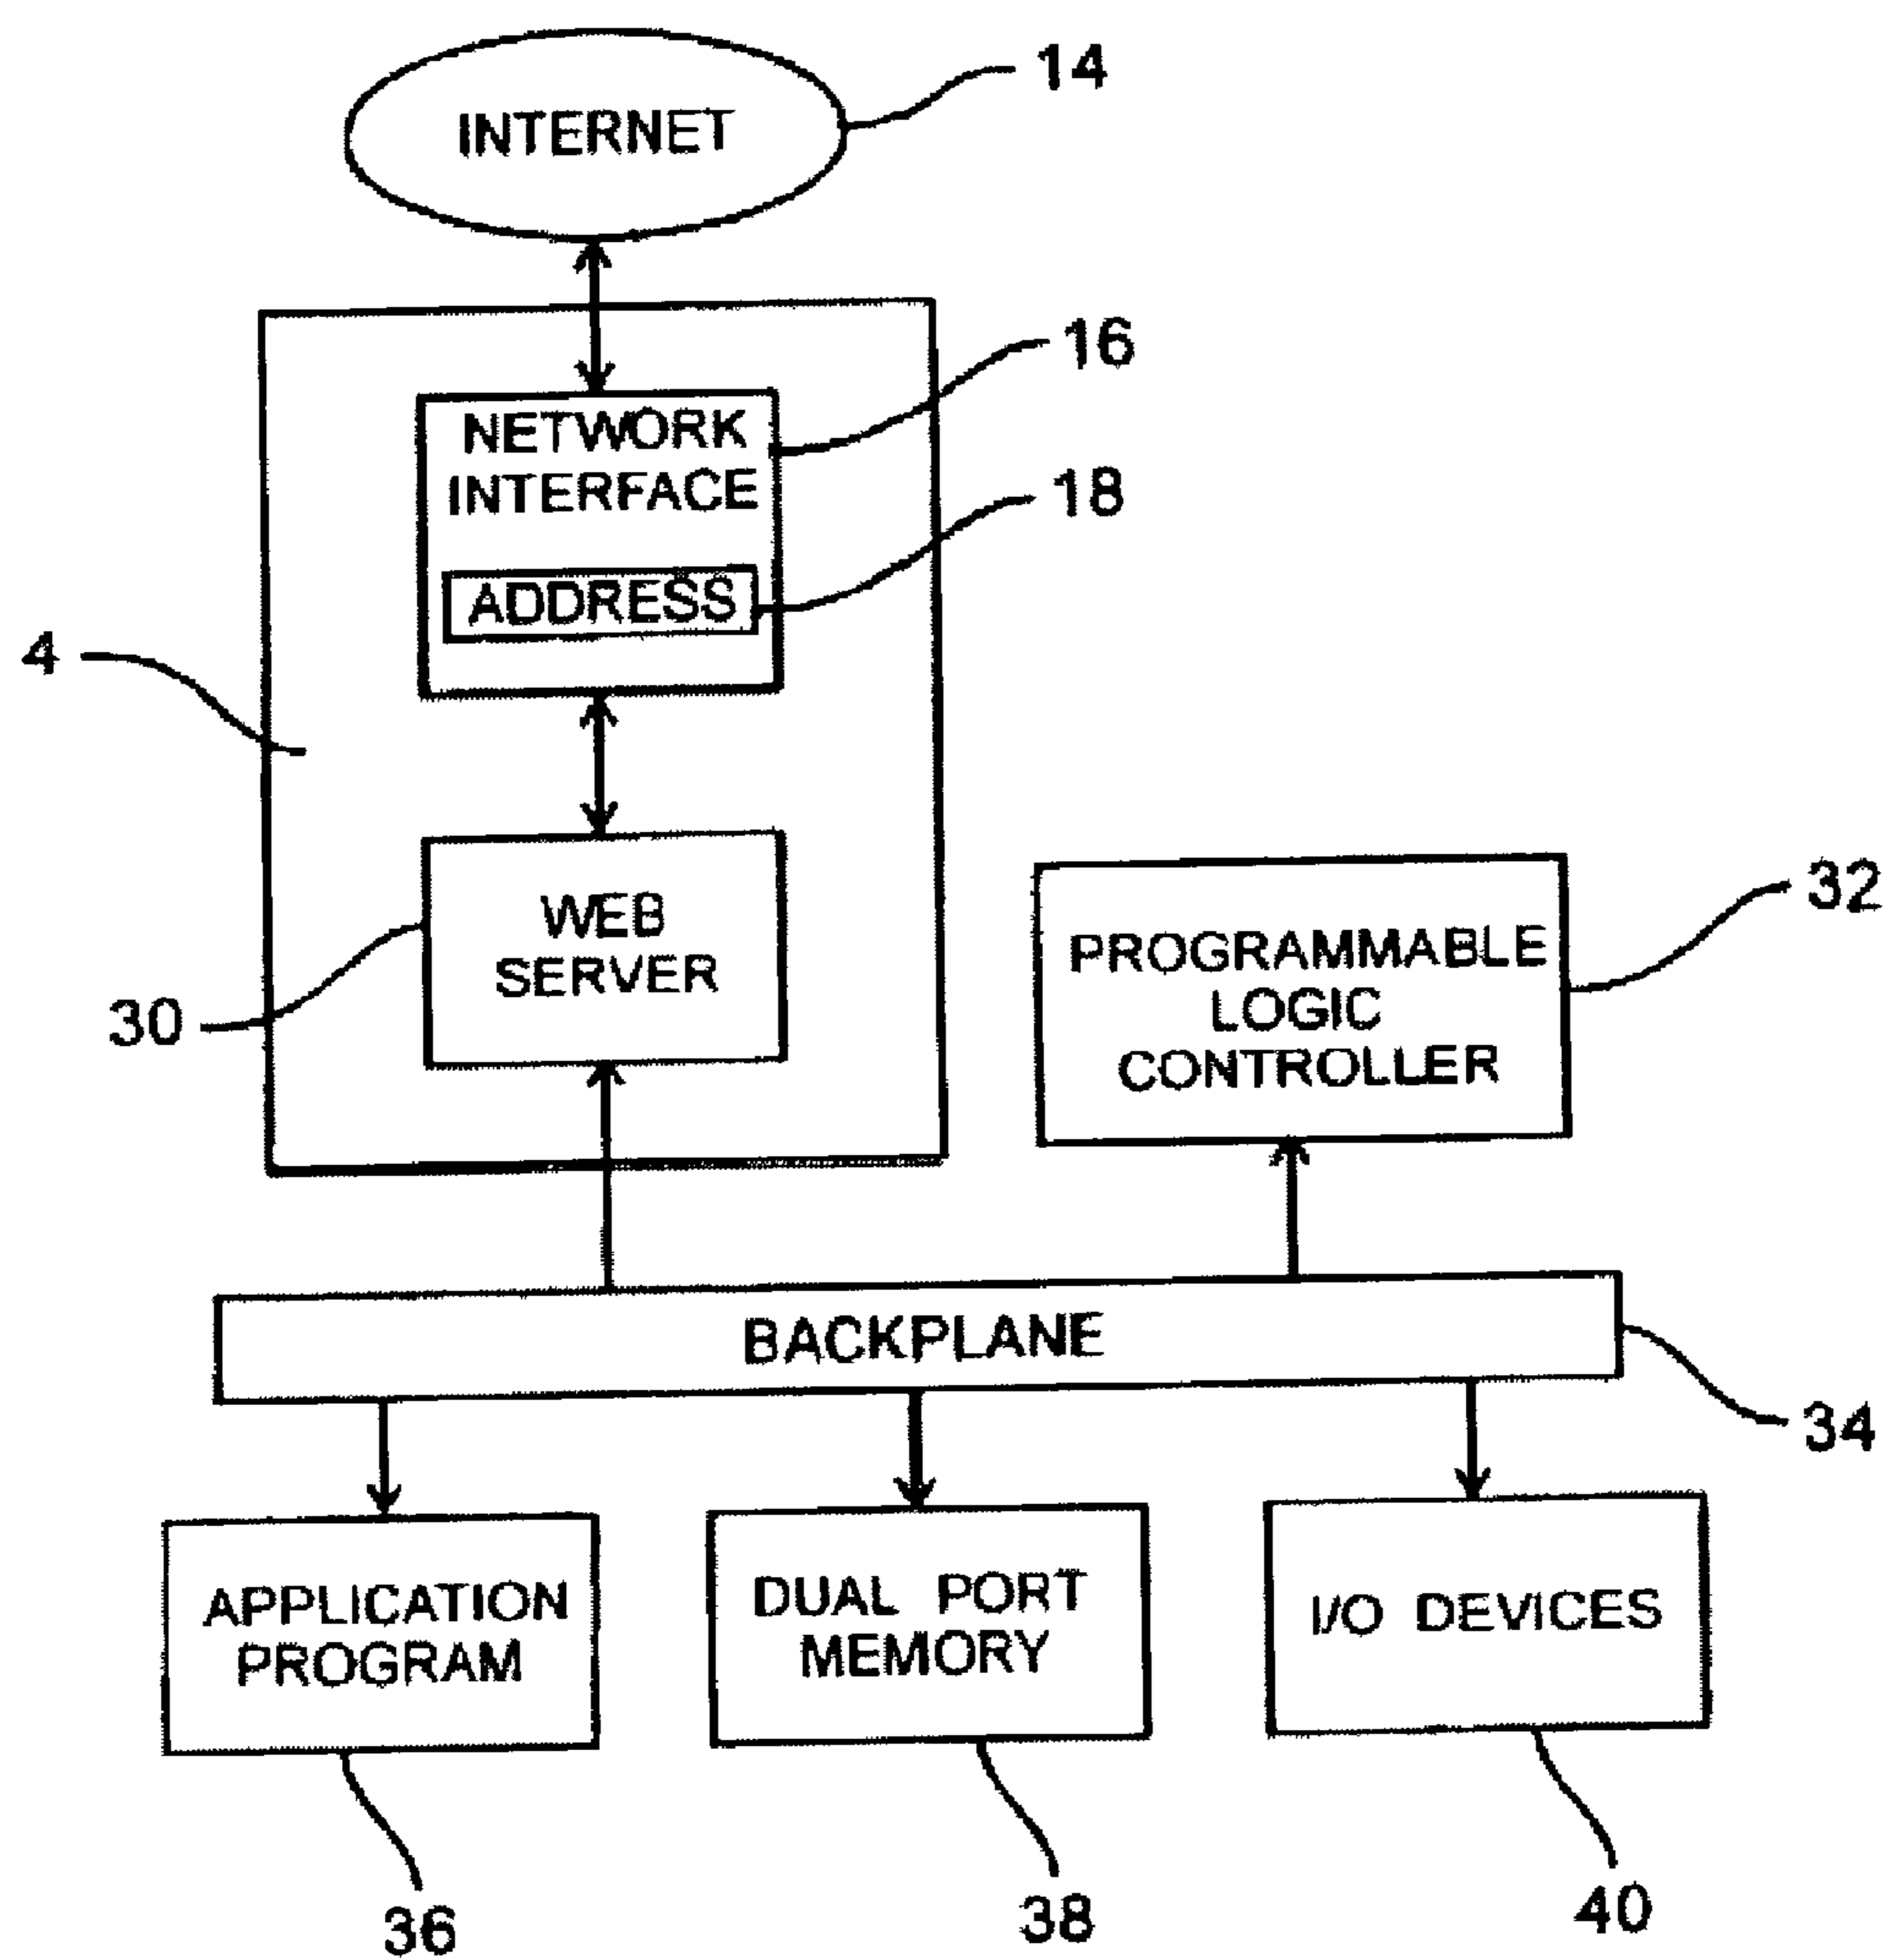 INTERNET
14
NETWORK
INTERFACE
16
ADDRESS
18
4
WEB
SERVER
30
PROGRAMMABLE
LOGIC
CONTROLLER
32
BACKPLANE
34
APPLICATION
PROGRAM
DUAL PORT
MEMORY
I/O DEVICES
36
38
40